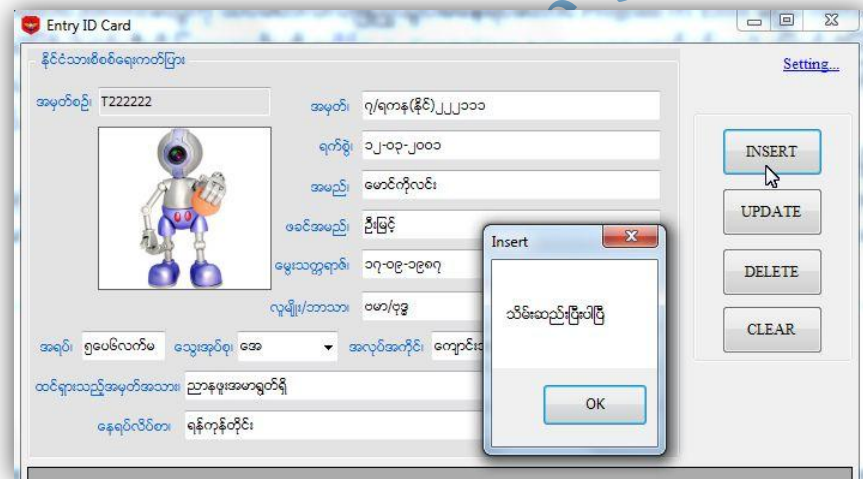 Entry ID Card
နိုင်ငံသားစိစစ်ရေးကတ်ပြား
Setting...
အမှတ်စဉ်၊ T222222
အမှတ်၊ ၇/ရကန(နိုင်)၂၂၂၁၁၁
ရက်စွဲ၊ ၁၂-၀၃-၂၀၀၁
အမည်၊ မောင်ကိုလင်း
ဖခင်အမည်၊ ဦးမြင့်
မွေးသက္ကရာဇ်၊ ၁၇-၀၉-၁၉၈၇
လူမျိုး/ဘာသာ၊ ဗမာ/ဗုဒ္ဓ
အရပ်၊ ၅ပေ၆လက်မ သွေးအုပ်စု၊ အေ အလုပ်အကိုင်၊
ထင်ရှားသည့်အမှတ်အသား၊ ညာနဖူးအမာရွတ်ရှိ
နေရပ်လိပ်စာ၊ ရန်ကုန်တိုင်း
INSERT
UPDATE
DELETE
CLEAR
Insert
သိမ်းဆည်းပြီးပါပြီ
OK